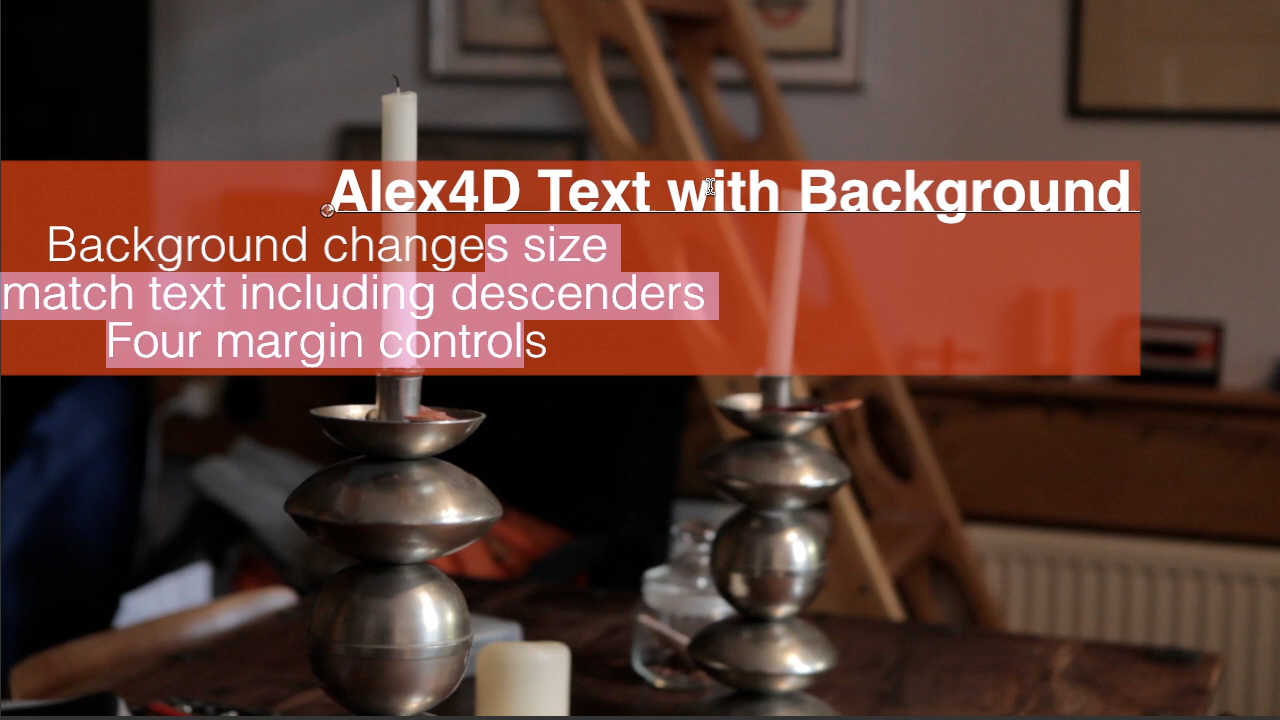 Alex4D Text with Background
Background changes size
match text including descenders
Four margin controls